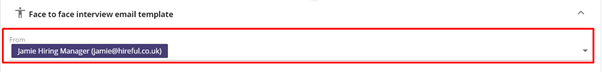 Face to face interview email template
From
Jamie Hiring Manager (jamie@hireful.co.uk)